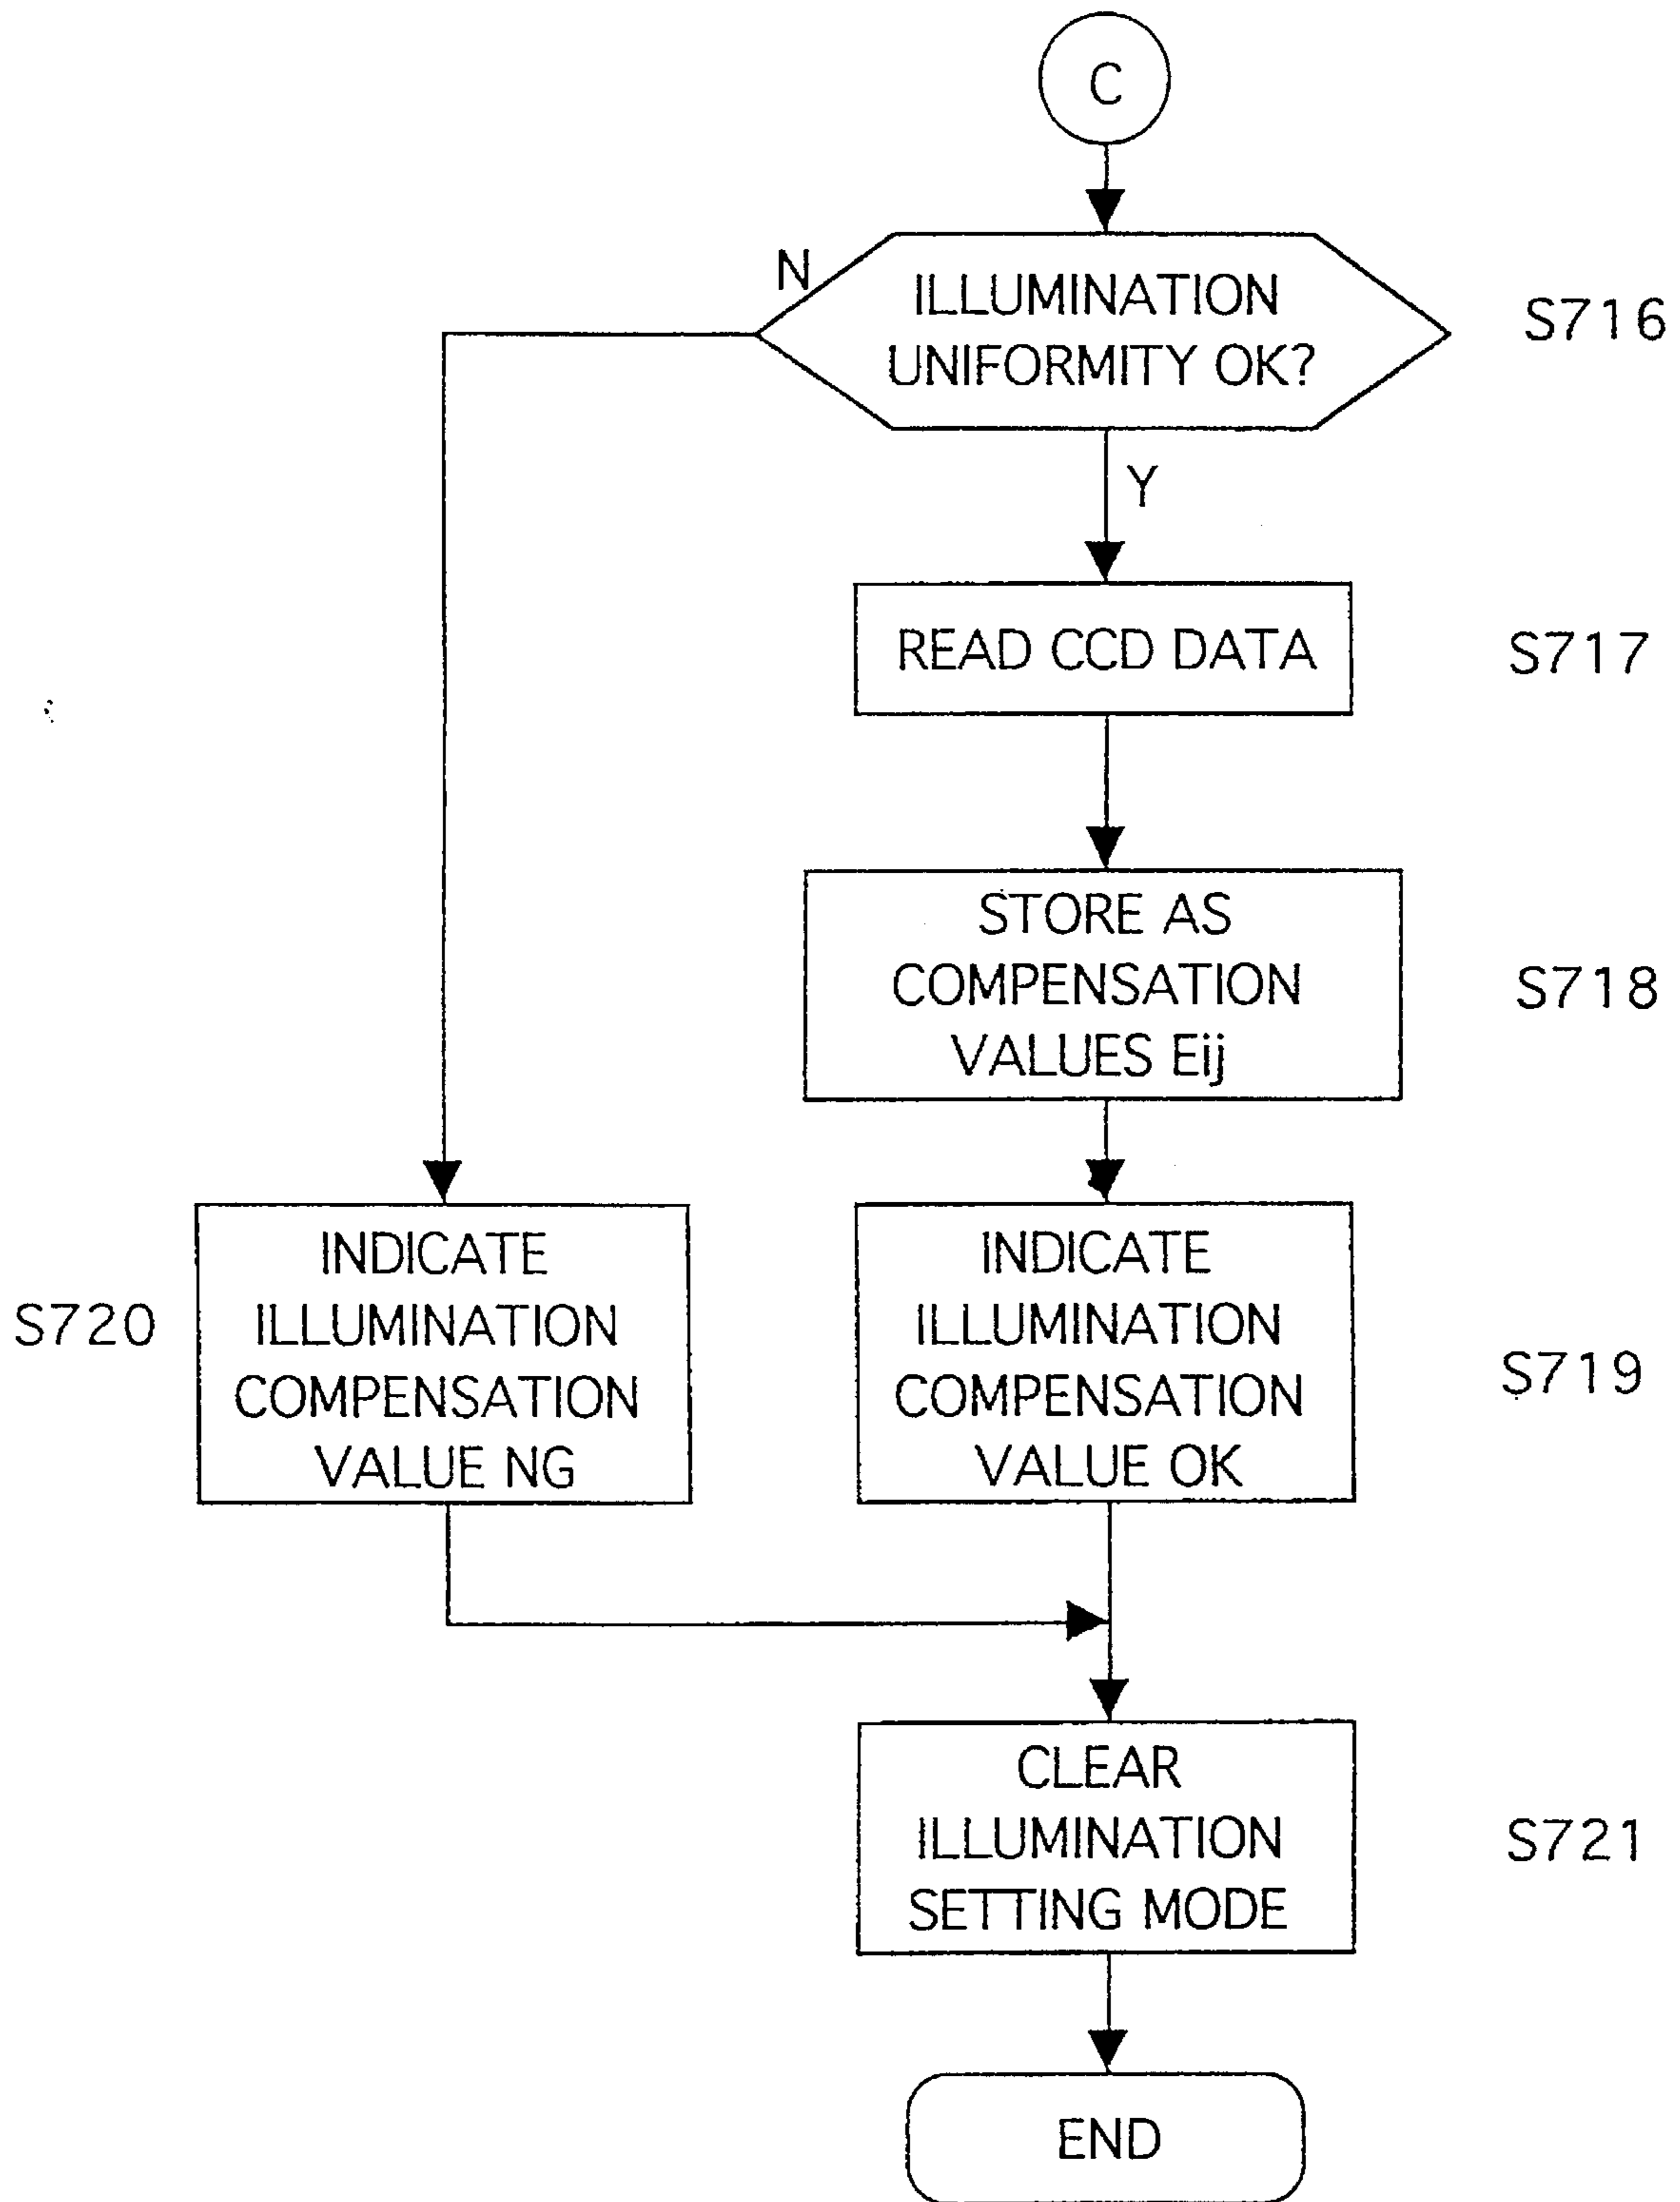 C
N
ILLUMINATION
UNIFORMITY OK?
S716
Y
READ CCD DATA
S717
STORE AS
COMPENSATION
VALUES Eij
S718
S720
INDICATE
ILLUMINATION
COMPENSATION
VALUE NG
INDICATE
ILLUMINATION
COMPENSATION
VALUE OK
S719
CLEAR
ILLUMINATION
SETTING MODE
S721
END